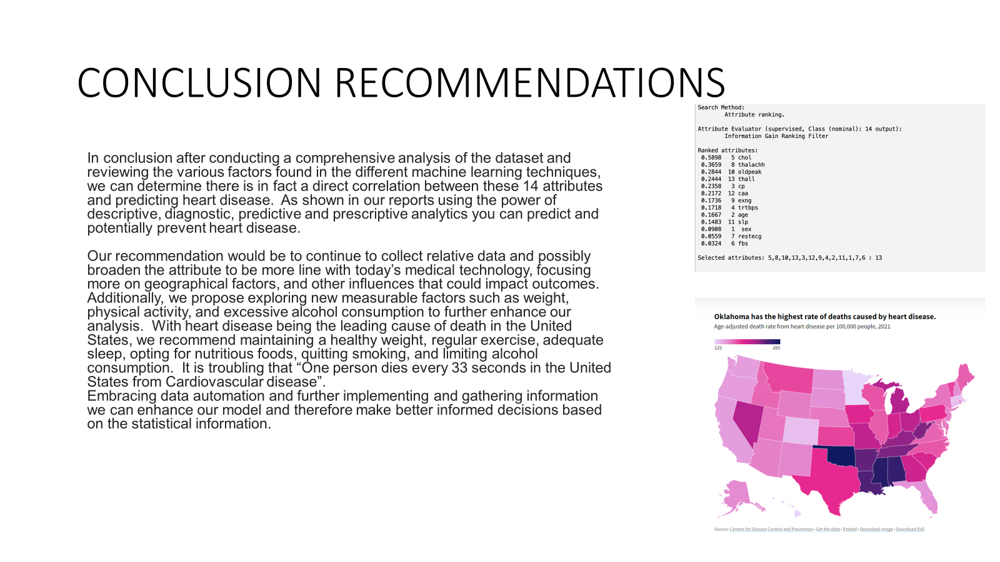 CONCLUSION RECOMMENDATIONS
In conclusion after conducting a comprehensive analysis of the dataset and
reviewing the various factors found in the different machine learning techniques,
we can determine there is in fact a direct correlation between these 14 attributes
and predicting heart disease.  As shown in our reports using the power of
descriptive, diagnostic, predictive and prescriptive analytics you can predict and
potentially prevent heart disease.
Our recommendation would be to continue to collect relative data and possibly
broaden the attribute to be more line with today’s medical technology, focusing
more on geographical factors, and other influences that could impact outcomes.
Additionally, we propose exploring new measurable factors such as weight,
physical activity, and excessive alcohol consumption to further enhance our
analysis.  With heart disease being the leading cause of death in the United
States, we recommend maintaining a healthy weight, regular exercise, adequate
sleep, opting for nutritious foods, quitting smoking, and limiting alcohol
consumption.  It is troubling that “One person dies every 33 seconds in the United
States from Cardiovascular disease”.
Embracing data automation and further implementing and gathering information
we can enhance our model and therefore make better informed decisions based
on the statistical information.
Search Method:
Attribute ranking.
Attribute Evaluator (supervised, Class (nominal): 14 output):
Information Gain Ranking Filter
Ranked attributes:
0.5898   5 chol
0.3659   8 thalachh
0.2844  10 oldpeak
0.2444  13 thall
0.2358   3 cp
0.2172  12 caa
0.1736   9 exng
0.1718   4 trtbps
0.1667   2 age
0.1483  11 slp
0.0908   1  sex
0.0559   7 restecg
0.0324   6 fbs
Selected attributes: 5,8,10,13,3,12,9,4,2,11,1,7,6 : 13
Oklahoma has the highest rate of deaths caused by heart disease.
Age-adjusted death rate from heart disease per 100,000 people, 2021
125 265
Source: Centers for Disease Control and Prevention • Get the data • Embed • Download image • Download SVG